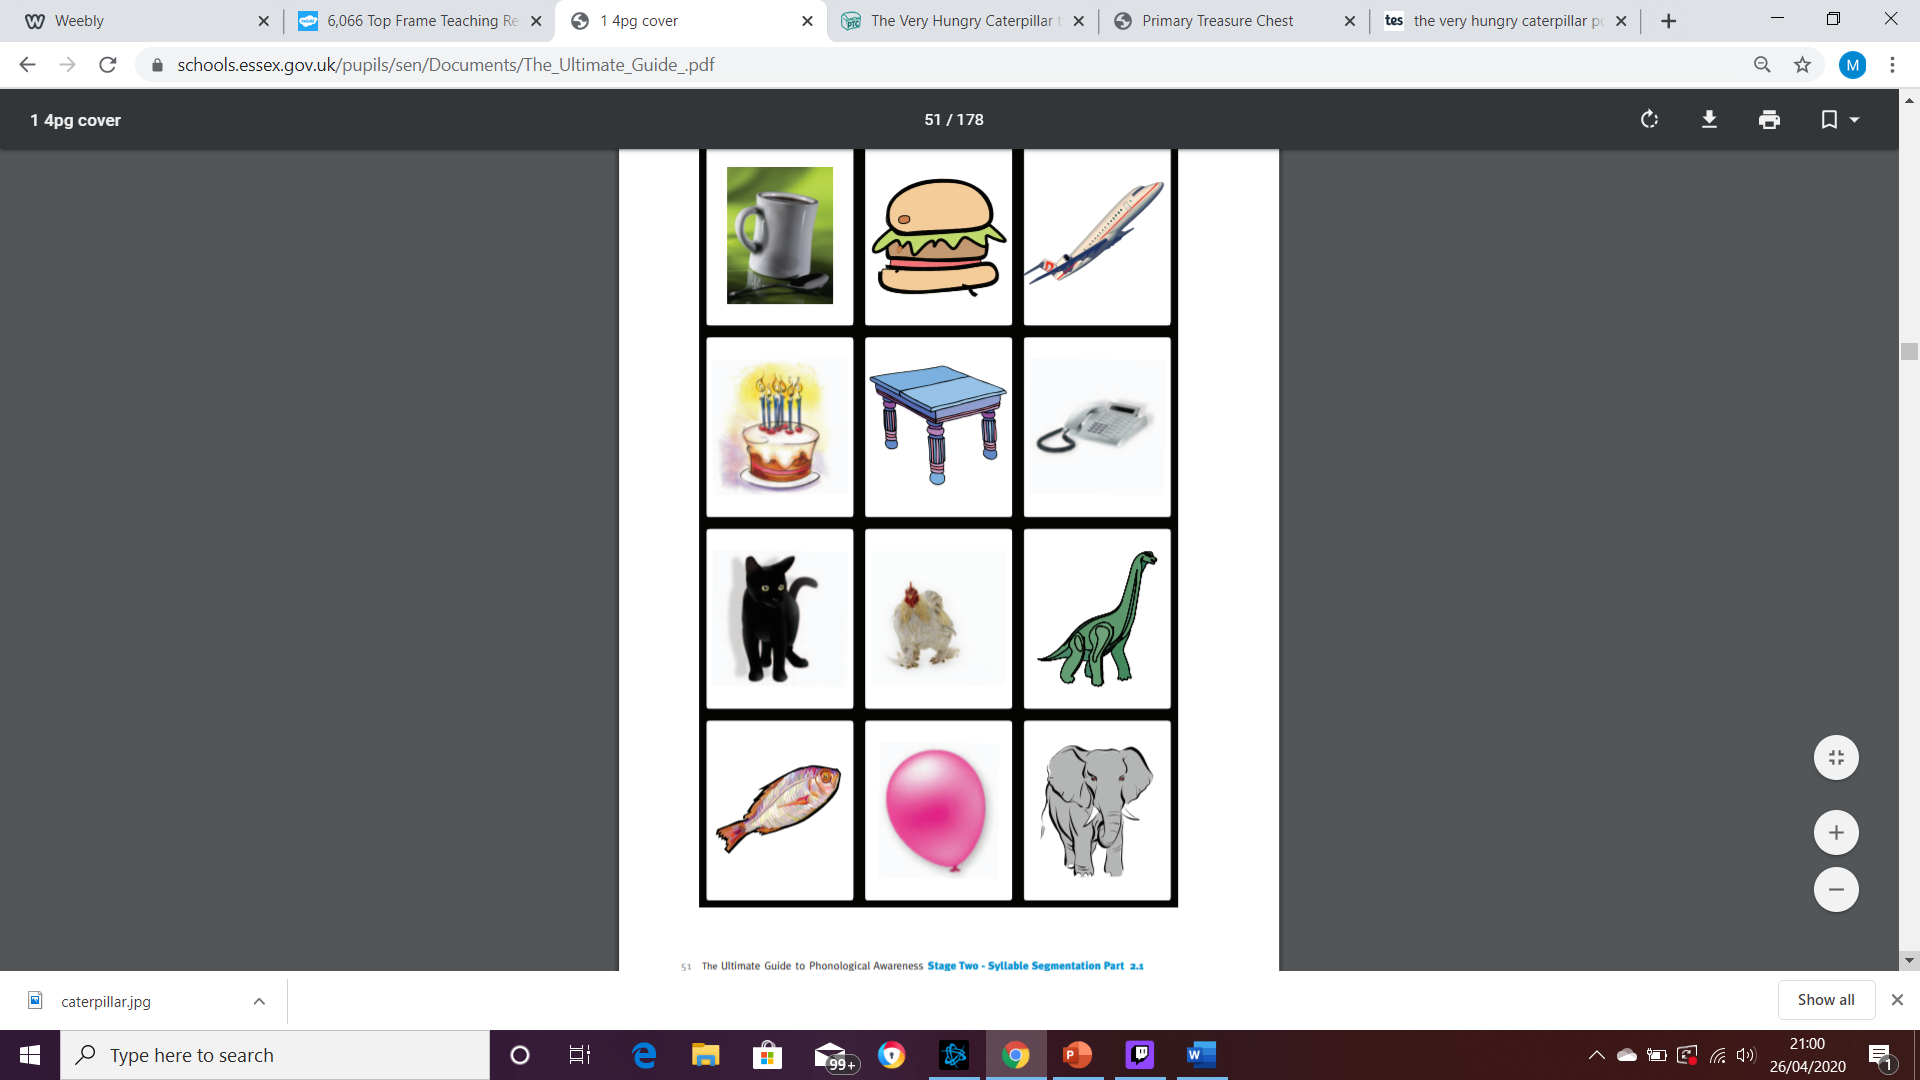 Weebly
6,066 Top Frame Teaching Re
1 4pg cover
The Very Hungry Caterpillar t
Primary Treasure Chest
tes the very hungry caterpillar po
schools.essex.gov.uk/pupils/sen/Documents/The_Ultimate_Guide_.pdf
M
1 4pg cover
51 / 178
51 The Ultimate Guide to Phonological Awareness Stage Two - Syllable Segmentation Part 2.1
caterpillar.jpg
Show all
Type here to search
99+
21:00
26/04/2020
1